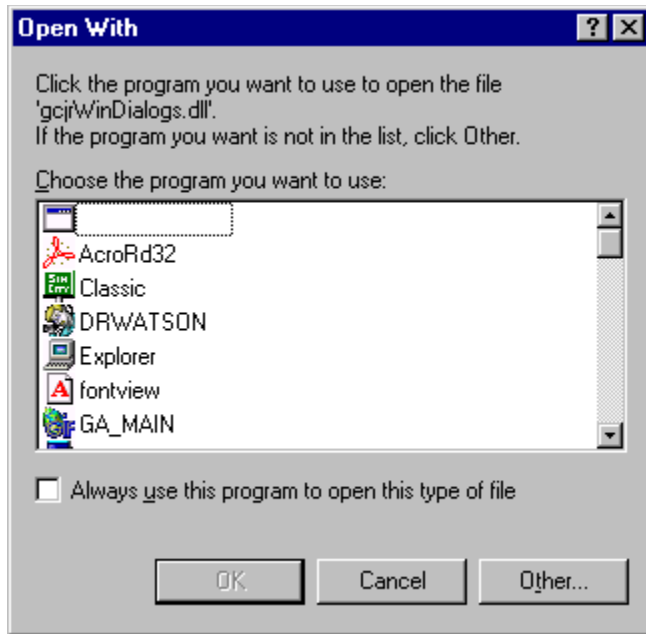 Open With
Click the program you want to use to open the file
'gcjrWinDialogs.dll'.
If the program you want is not in the list, click Other.
Choose the program you want to use:
AcroRd32
SIM
CITY
Classic
DRWATSON
Explorer
A fontview
GA_MAIN
Always use this program to open this type of file
OK
Cancel
Other...